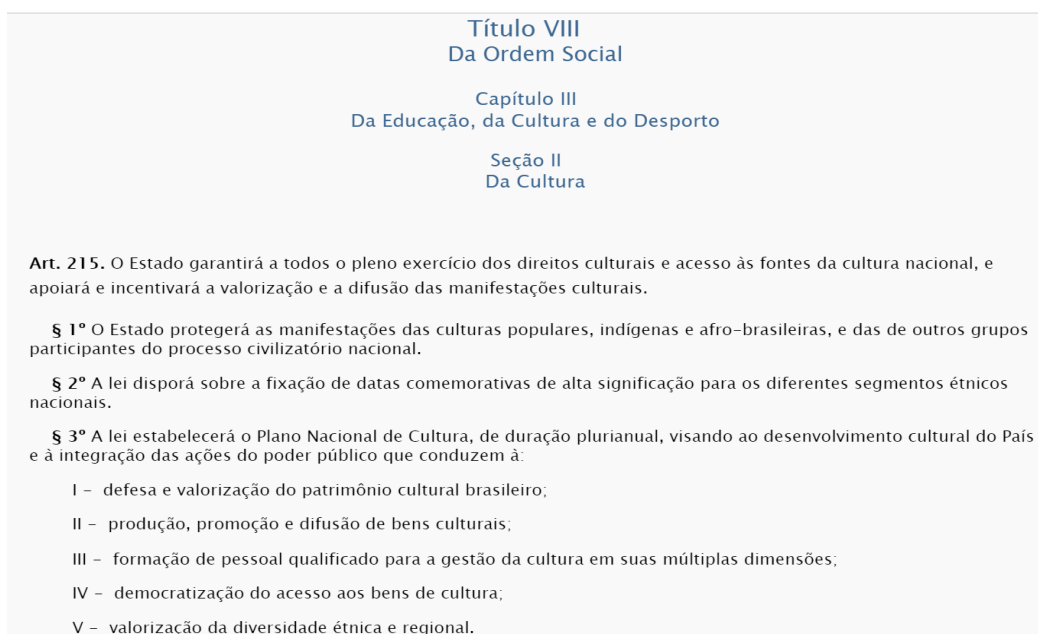 Título VIII
Da Ordem Social
Capítulo III
Da Educação, da Cultura e do Desporto
Seção II
Da Cultura
Art. 215. O Estado garantirá a todos o pleno exercício dos direitos culturais e acesso às fontes da cultura nacional, e
apoiará e incentivará a valorização e a difusão das manifestações culturais.
§ 1º O Estado protegerá as manifestações das culturas populares, indígenas e afro-brasileiras, e das de outros grupos
participantes do processo civilizatório nacional.
§ 2º A lei disporá sobre a fixação de datas comemorativas de alta significação para os diferentes segmentos étnicos
nacionais.
§ 3º A lei estabelecerá o Plano Nacional de Cultura, de duração plurianual, visando ao desenvolvimento cultural do País
e à integração das ações do poder público que conduzem à:
I – defesa e valorização do patrimônio cultural brasileiro;
II – produção, promoção e difusão de bens culturais;
III – formação de pessoal qualificado para a gestão da cultura em suas múltiplas dimensões;
IV – democratização do acesso aos bens de cultura;
V – valorização da diversidade étnica e regional.